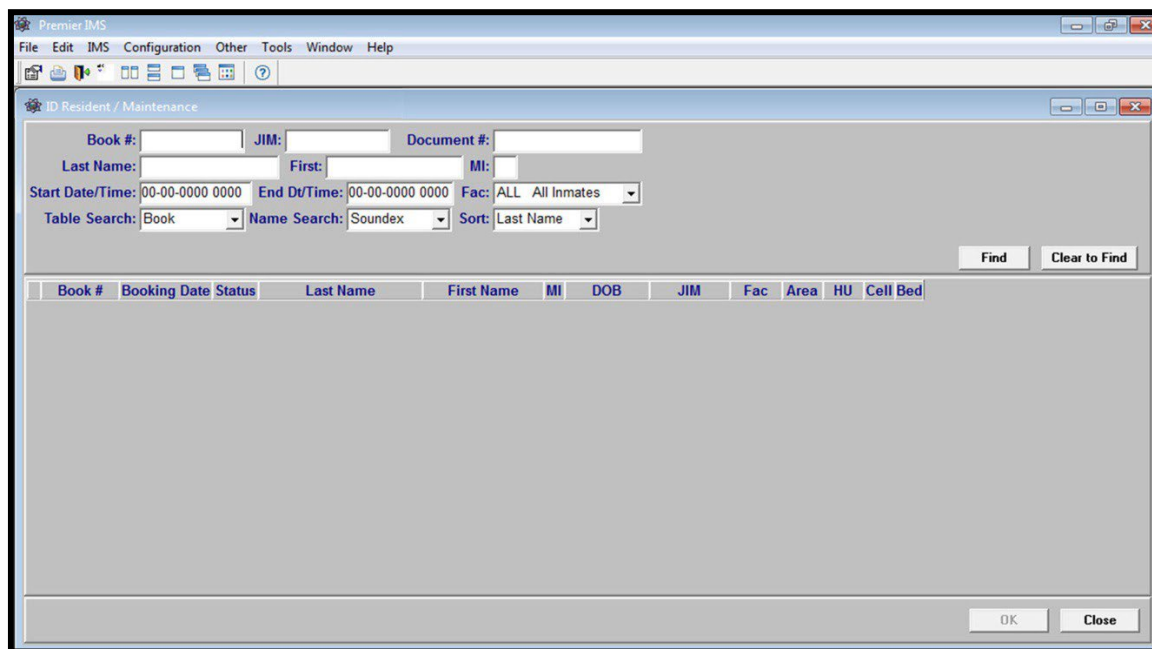 Premier IMS
File Edit IMS Configuration Other Tools Window Help
ID Resident / Maintenance
Book #: JIM: Document #:
Last Name: First: MI:
Start Date/Time: 00-00-0000 0000 End Dt/Time: 00-00-0000 0000 Fac: ALL All Inmates
Table Search: Book Name Search: Soundex Sort: Last Name
Find Clear to Find
Book # Booking Date Status Last Name First Name MI DOB JIM Fac Area HU Cell Bed
OK Close